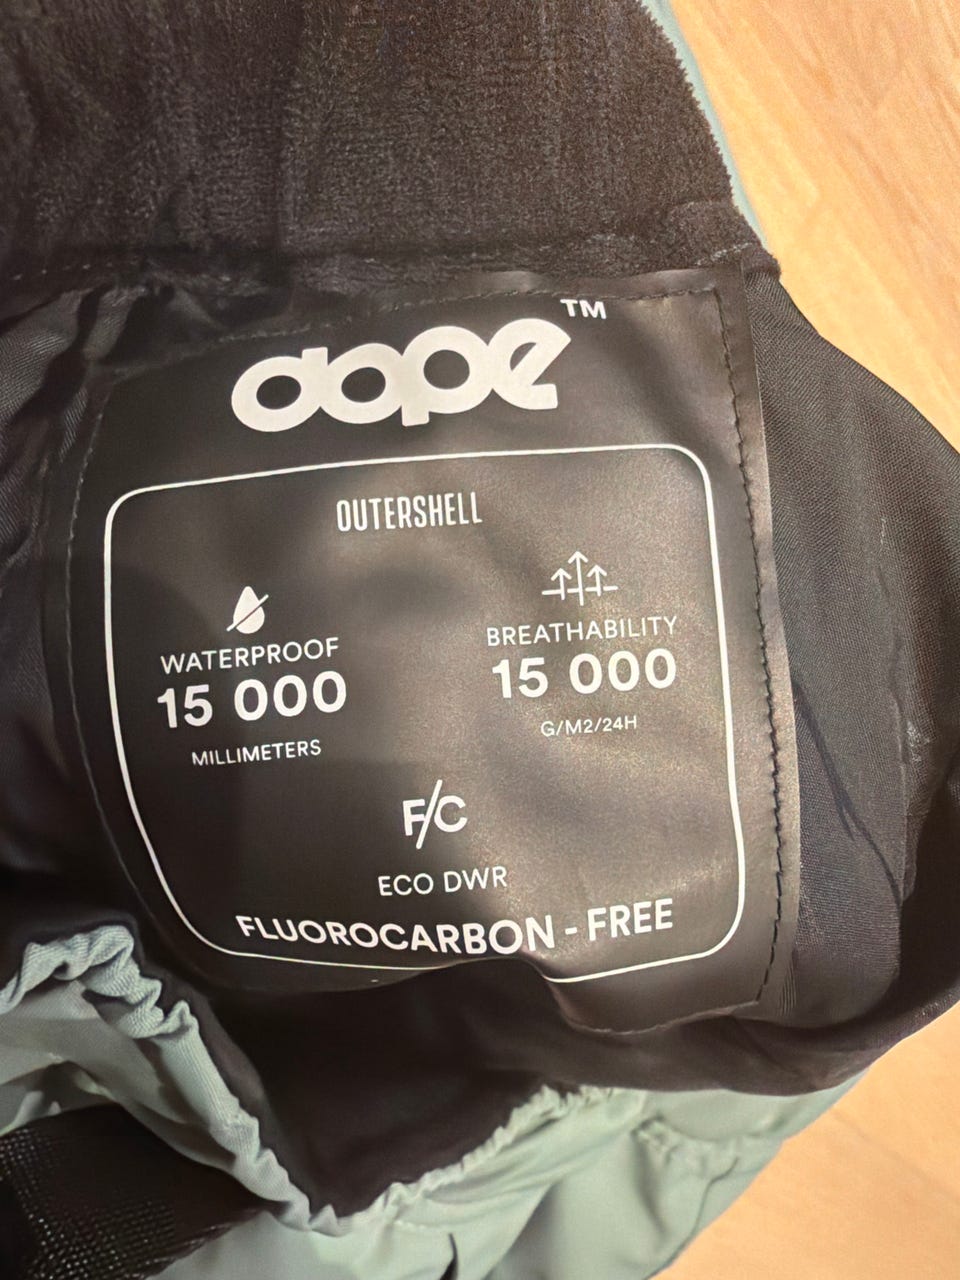 dope™
OUTERSHELL
WATERPROOF
15 000
MILLIMETERS
BREATHABILITY
15 000
G/M2/24H
F/C
ECO DWR
FLUOROCARBON - FREE